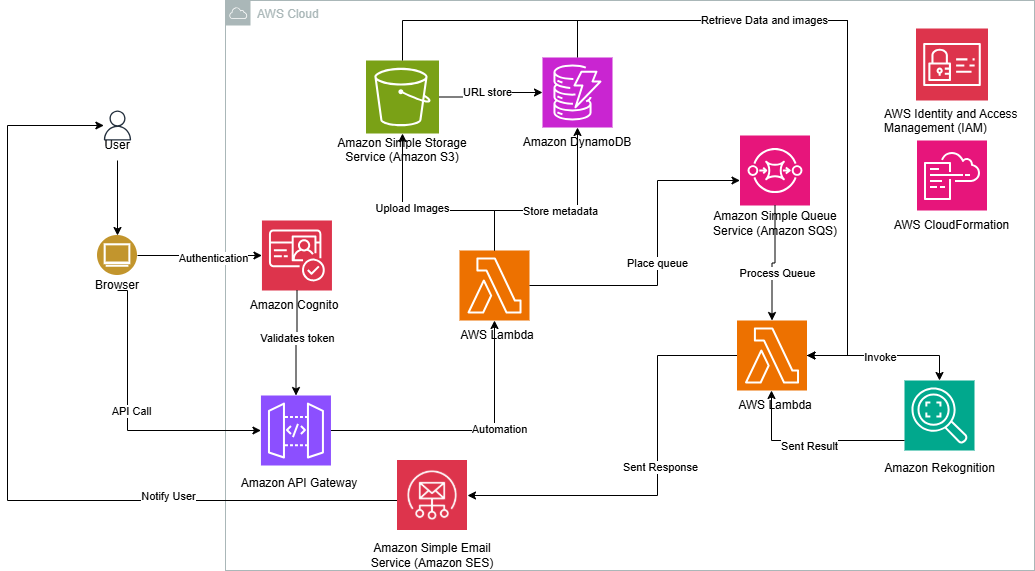 AWS Cloud
Retrieve Data and images
URL store
Amazon Simple Storage
Service (Amazon S3)
Amazon DynamoDB
AWS Identity and Access
Management (IAM)
User
Upload Images
Store metadata
Amazon Simple Queue
Service (Amazon SQS)
AWS CloudFormation
Authentication
Place queue
Process Queue
Browser
Amazon Cognito
Validates token
AWS Lambda
Invoke
API Call
AWS Lambda
Automation
Sent Result
Sent Response
Amazon Rekognition
Amazon API Gateway
Notify User
Amazon Simple Email
Service (Amazon SES)